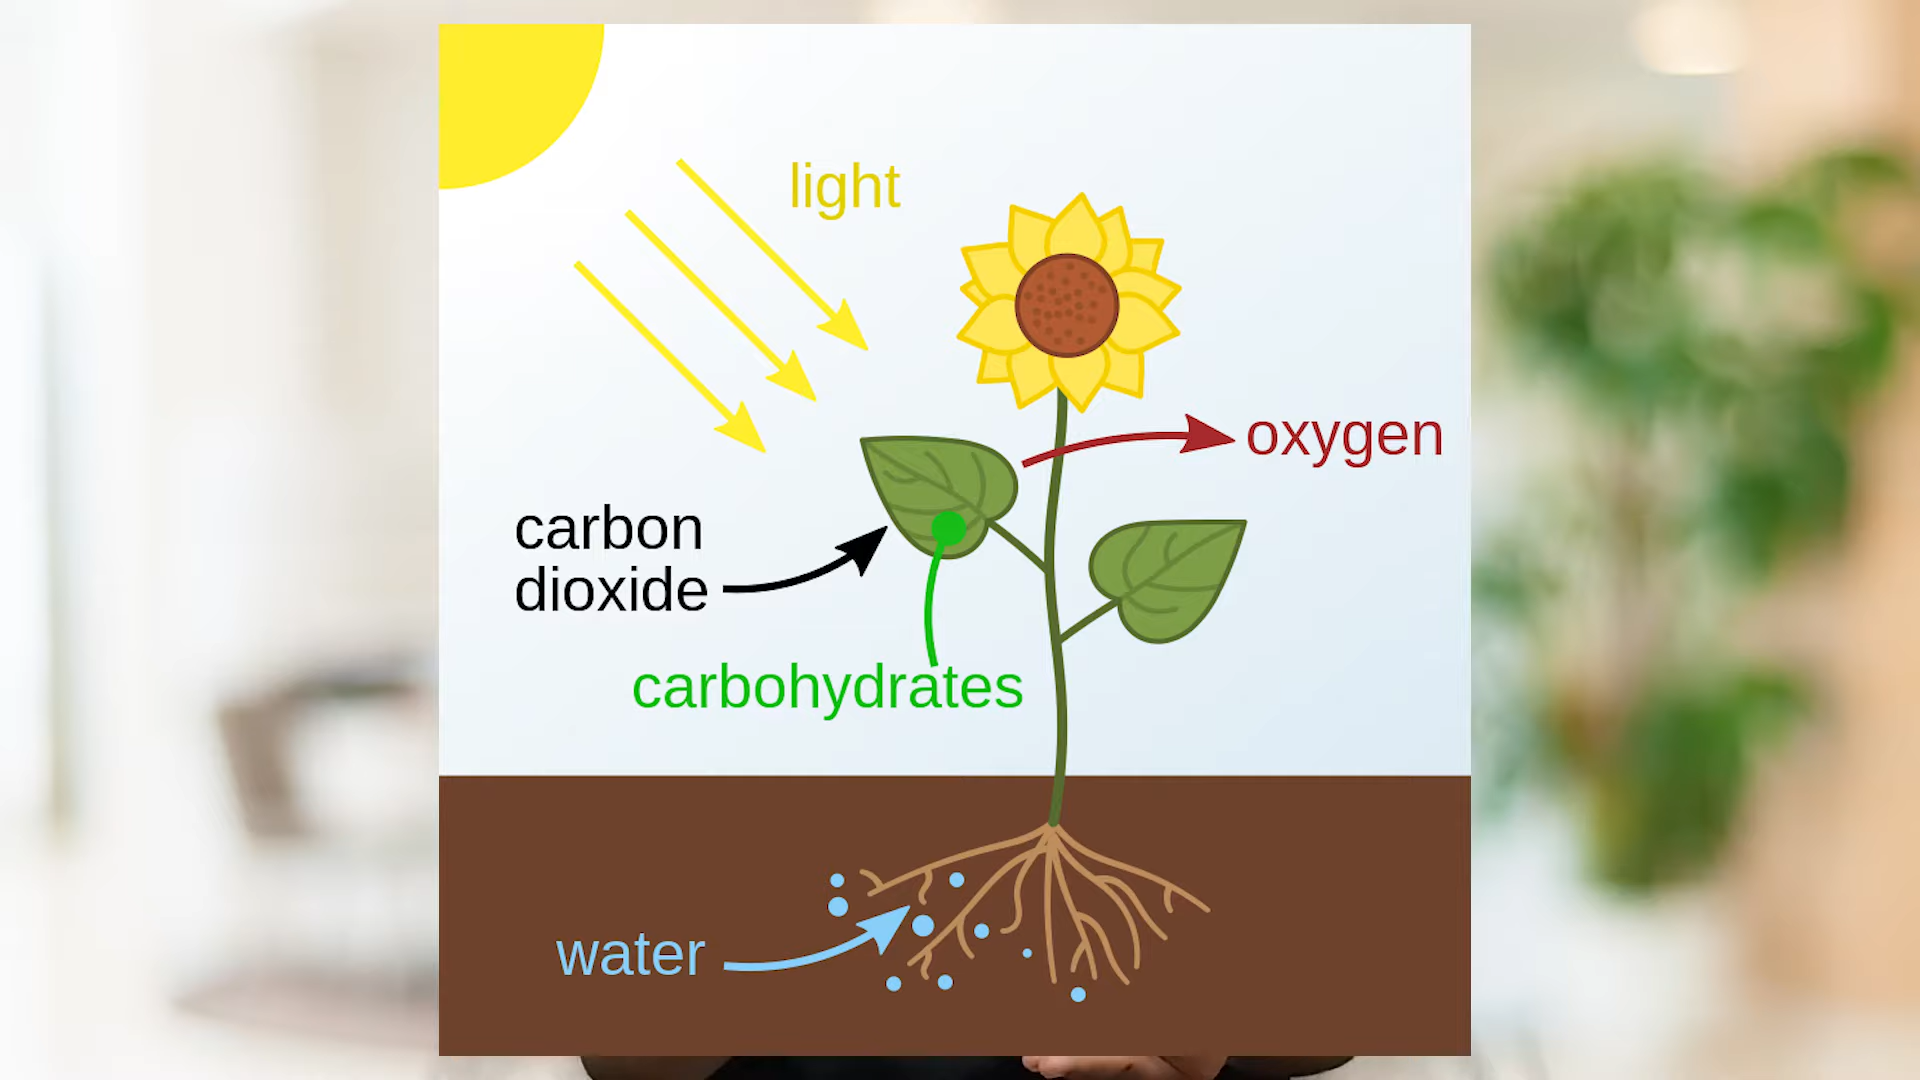 light
oxygen
carbon
dioxide
carbohydrates
water